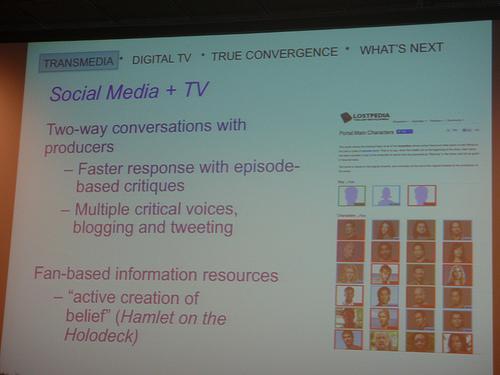 TRANSMEDIA * DIGITAL TV * TRUE CONVERGENCE * WHAT'S NEXT
Social Media + TV
Two-way conversations with
producers
– Faster response with episode-
based critiques
– Multiple critical voices,
blogging and tweeting
Fan-based information resources
– "active creation of
belief" (Hamlet on the
Holodeck)
LOSTPEDIA
Portal:Main Characters